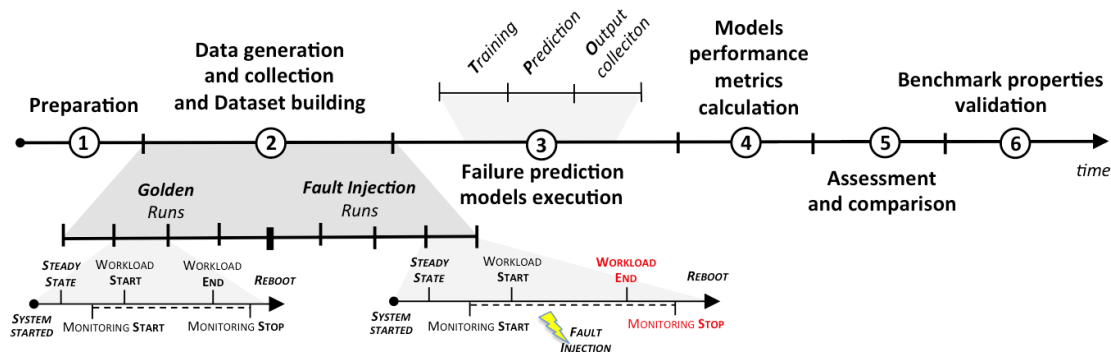 Preparation
1
Data generation
and collection
and Dataset building
2
Training
Prediction
Output
colleciton
3
Failure prediction
models execution
Models
performance
metrics
calculation
4
5
Assessment
and comparison
Benchmark properties
validation
6
time
Golden
Runs
Fault Injection
Runs
STEADY
STATE
WORKLOAD
START
WORKLOAD
END
REBOOT
SYSTEM
STARTED
MONITORING START
MONITORING STOP
STEADY
STATE
WORKLOAD
START
WORKLOAD
END
REBOOT
SYSTEM
STARTED
MONITORING START
FAULT
INJECTION
MONITORING STOP